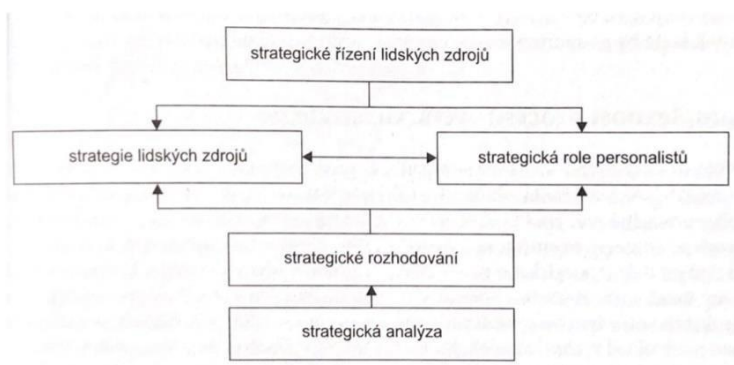 strategické řízení lidských zdrojů
strategie lidských zdrojů
strategická role personalistů
strategické rozhodování
strategická analýza